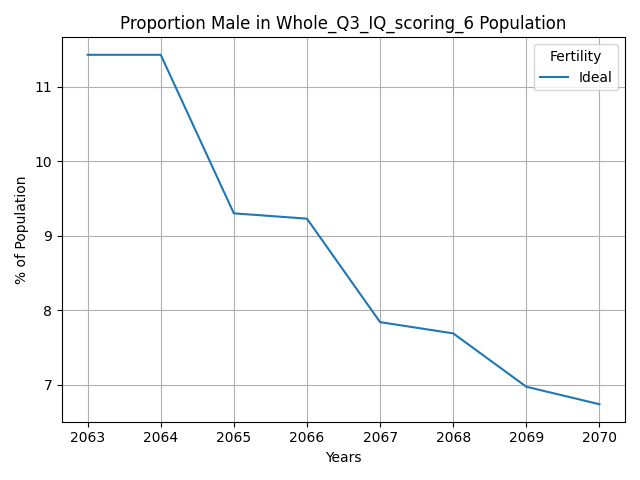 Proportion Male in Whole_Q3_IQ_scoring_6 Population
Fertility
Ideal
% of Population
11
10
9
8
7
2063 2064 2065 2066 2067 2068 2069 2070
Years